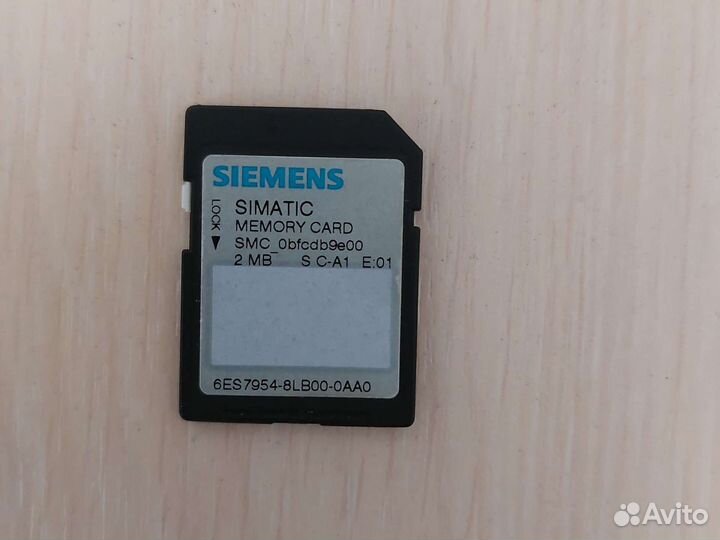 SIEMENS
LOCK
SIMATIC
MEMORY CARD
SMC_0bfcdb9e00
2 MB S C-A1 E:01
6ES7954-8LB00-0AA0
Avito